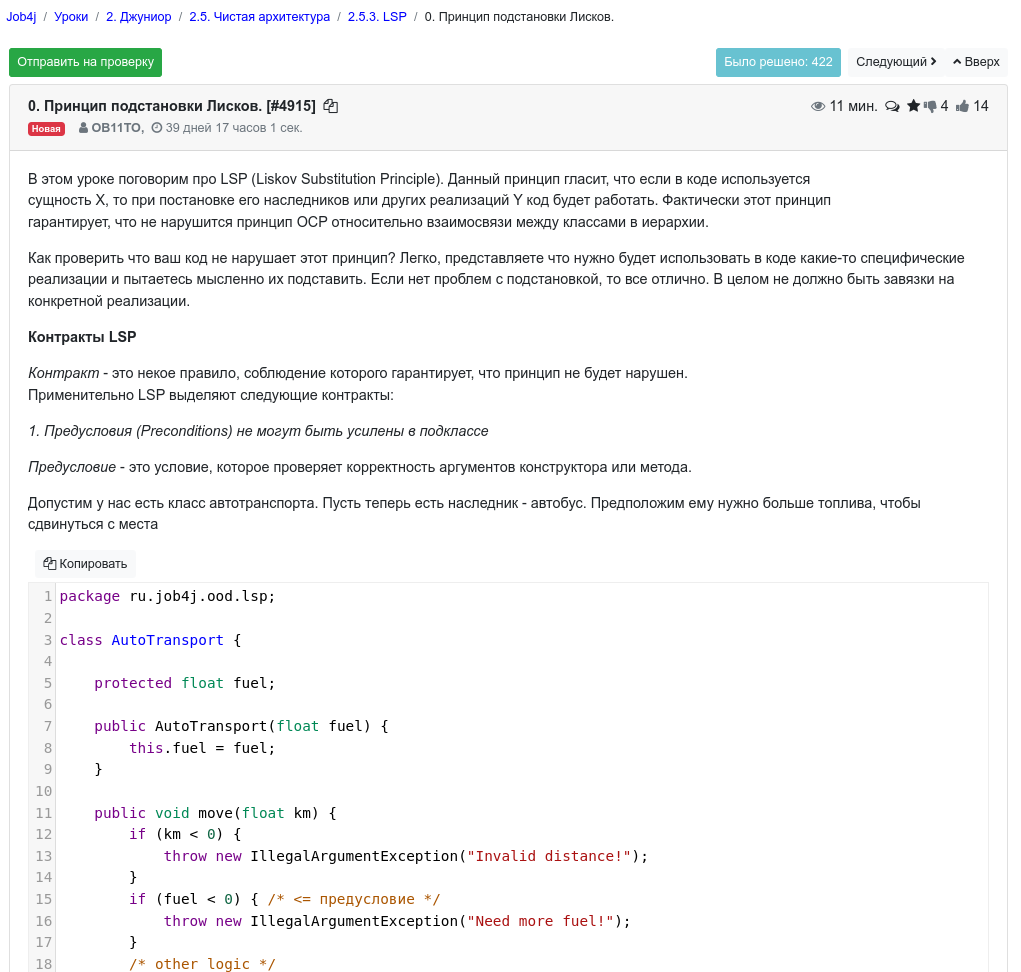 Job4j / Уроки / 2. Джуниор / 2.5. Чистая архитектура / 2.5.3. LSP / 0. Принцип подстановки Лисков.
Отправить на проверку
Было решено: 422
Следующий
Вверх
0. Принцип подстановки Лисков. [#4915]
11 мин. 4 14
Новая OB11TO, 39 дней 17 часов 1 сек.
В этом уроке поговорим про LSP (Liskov Substitution Principle). Данный принцип гласит, что если в коде используется
сущность X, то при постановке его наследников или других реализаций Y код будет работать. Фактически этот принцип
гарантирует, что не нарушится принцип OCP относительно взаимосвязи между классами в иерархии.
Как проверить что ваш код не нарушает этот принцип? Легко, представляете что нужно будет использовать в коде какие-то специфические
реализации и пытаетесь мысленно их подставить. Если нет проблем с подстановкой, то все отлично. В целом не должно быть завязки на
конкретной реализации.
Контракты LSP
Контракт - это некое правило, соблюдение которого гарантирует, что принцип не будет нарушен.
Применительно LSP выделяют следующие контракты:
1. Предусловия (Preconditions) не могут быть усилены в подклассе
Предусловие - это условие, которое проверяет корректность аргументов конструктора или метода.
Допустим у нас есть класс автотранспорта. Пусть теперь есть наследник - автобус. Предположим ему нужно больше топлива, чтобы
сдвинуться с места
Копировать
1 package ru.job4j.ood.lsp;
2
3 class AutoTransport {
4
5     protected float fuel;
6
7     public AutoTransport(float fuel) {
8         this.fuel = fuel;
9     }
10
11     public void move(float km) {
12         if (km < 0) {
13             throw new IllegalArgumentException("Invalid distance!");
14         }
15         if (fuel < 0) { /* <= предусловие */
16             throw new IllegalArgumentException("Need more fuel!");
17         }
18         /* other logic */